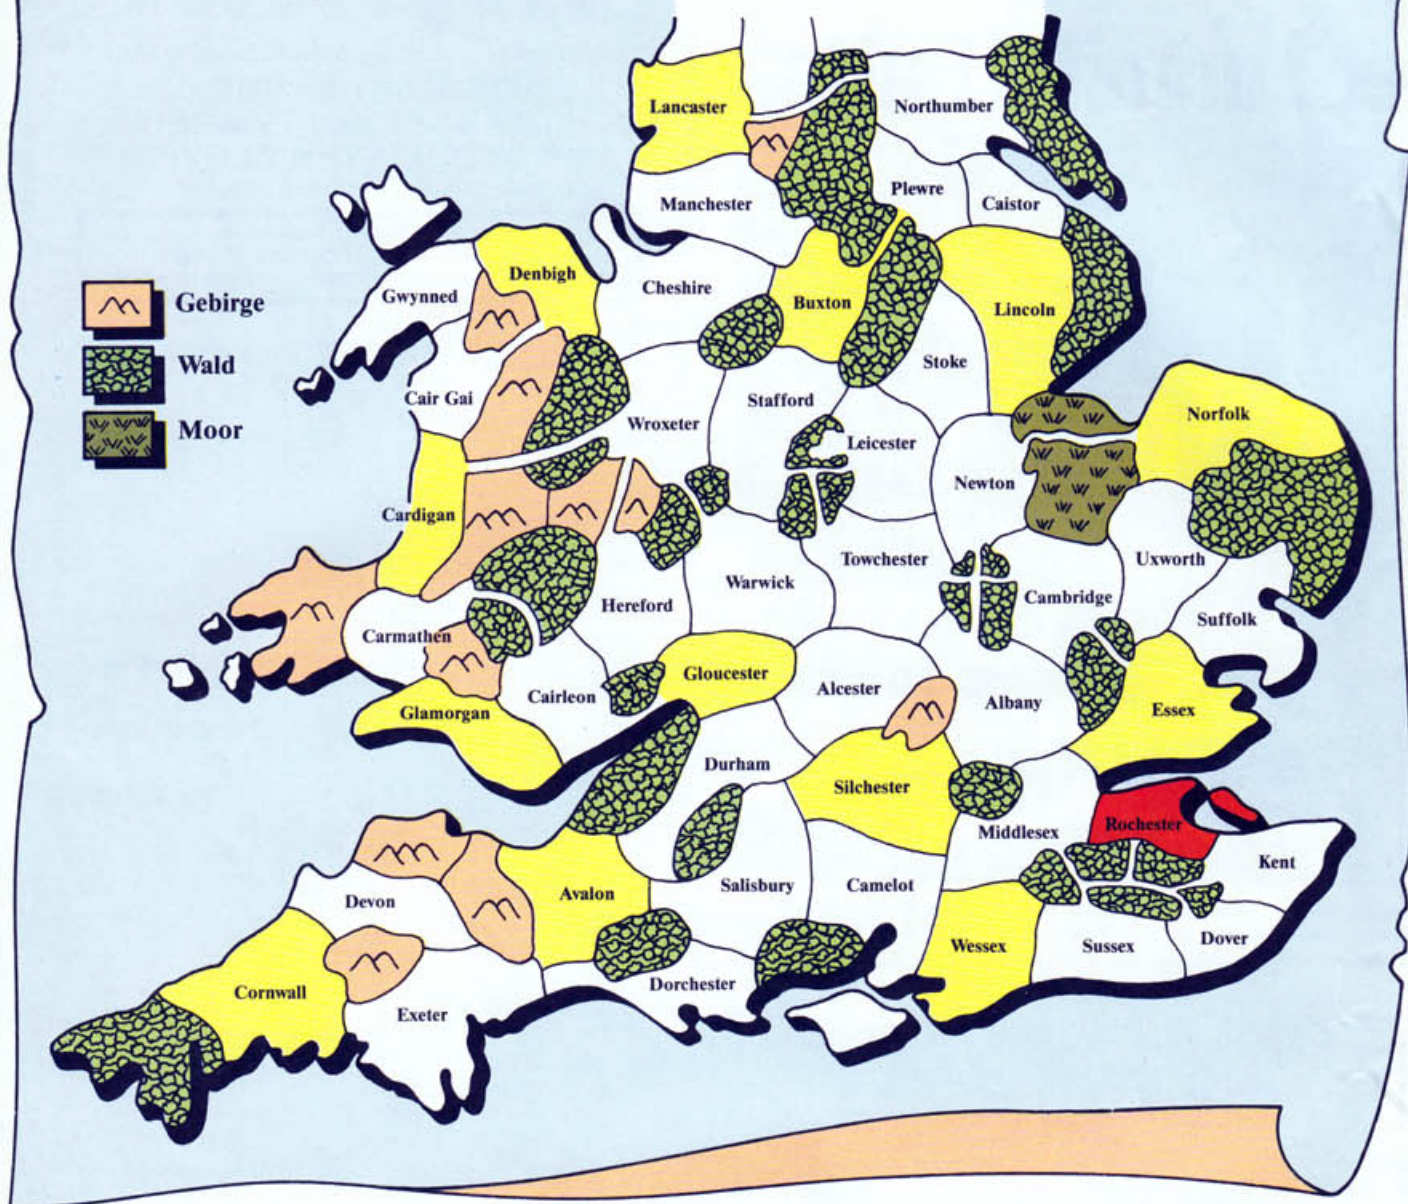 Lancaster
Northumber
Manchester
Plewre
Caistor
Denbigh
Gwynned
Cheshire
Buxton
Lincoln
Gebirge
Wald
Moor
Cair Gai
Stoke
Stafford
Wroxeter
Leicester
Norfolk
Newton
Cardigan
Towchester
Uxworth
Warwick
Cambridge
Hereford
Suffolk
Carmathen
Gloucester
Alcester
Cairleon
Albany
Glamorgan
Essex
Durham
Silchester
Middlesex
Rochester
Kent
Salisbury
Camelot
Avalon
Devon
Wessex
Sussex
Dover
Dorchester
Cornwall
Exeter